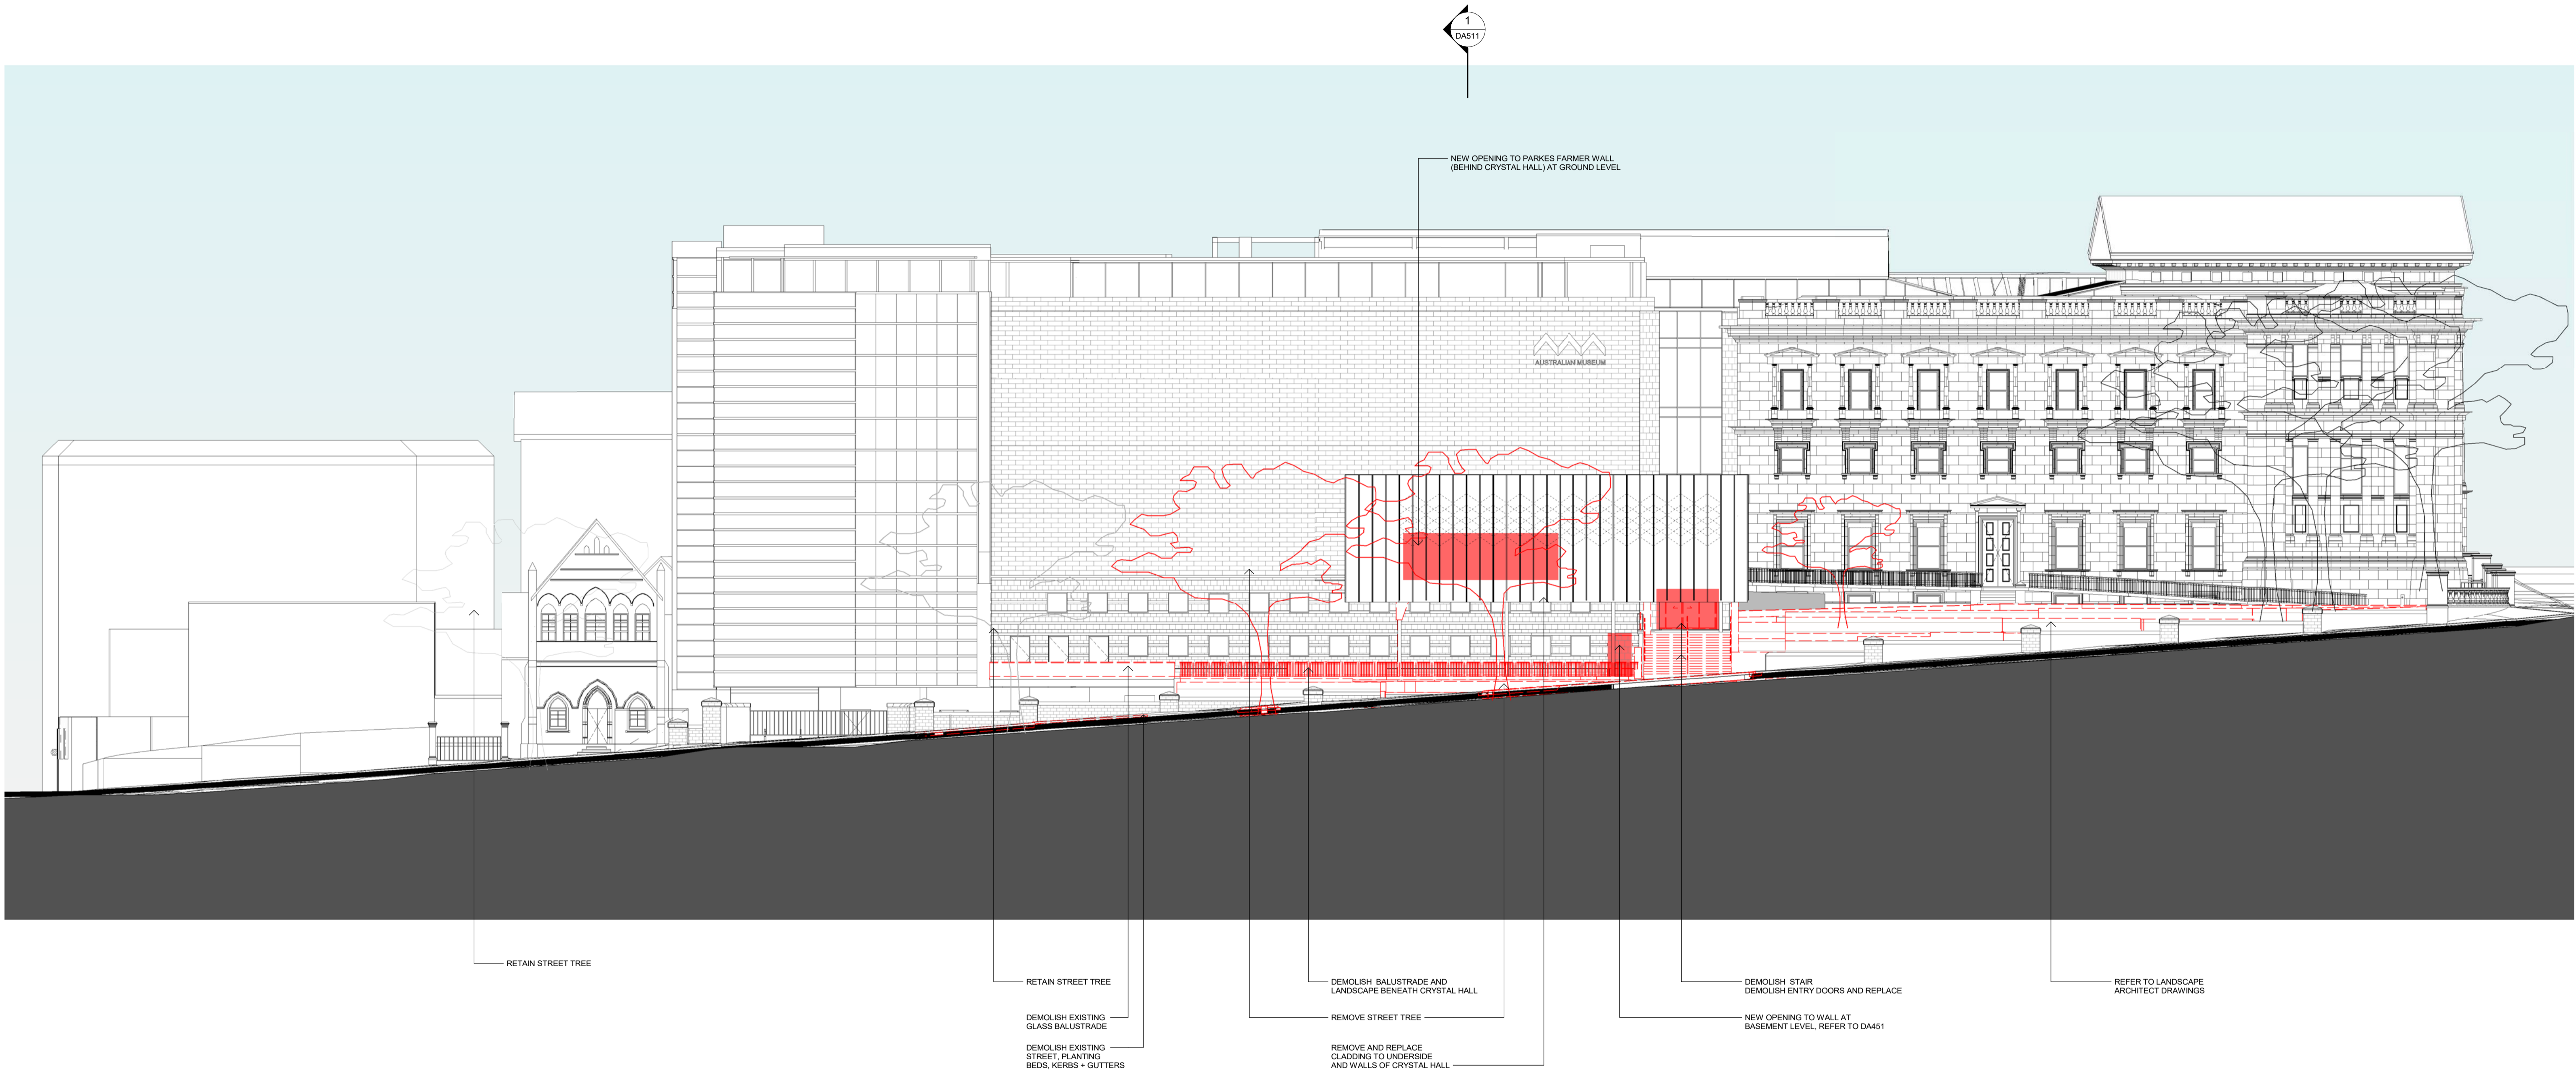 1
DA511
NEW OPENING TO PARKES FARMER WALL
(BEHIND CRYSTAL HALL) AT GROUND LEVEL
AUSTRALIAN MUSEUM
RETAIN STREET TREE
RETAIN STREET TREE
DEMOLISH EXISTING
GLASS BALUSTRADE
DEMOLISH EXISTING
STREET, PLANTING
BEDS, KERBS + GUTTERS
DEMOLISH BALUSTRADE AND
LANDSCAPE BENEATH CRYSTAL HALL
REMOVE STREET TREE
REMOVE AND REPLACE
CLADDING TO UNDERSIDE
AND WALLS OF CRYSTAL HALL
DEMOLISH STAIR
DEMOLISH ENTRY DOORS AND REPLACE
NEW OPENING TO WALL AT
BASEMENT LEVEL, REFER TO DA451
REFER TO LANDSCAPE
ARCHITECT DRAWINGS